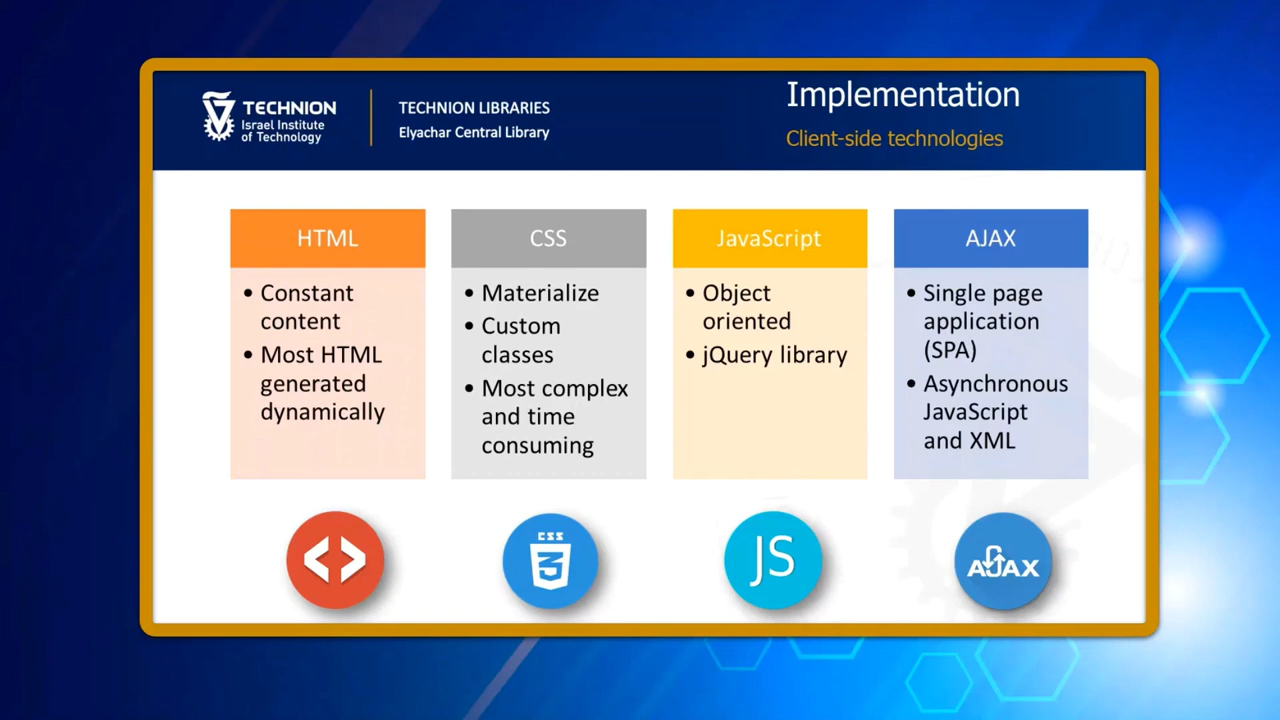 TECHNION
Israel Institute
of Technology
TECHNION LIBRARIES
Elyachar Central Library
Implementation
Client-side technologies
HTML
• Constant
content
• Most HTML
generated
dynamically
CSS
• Materialize
• Custom
classes
• Most complex
and time
consuming
JavaScript
• Object
oriented
• jQuery library
AJAX
• Single page
application
(SPA)
• Asynchronous
JavaScript
and XML
CSS
3
JS
AJAX